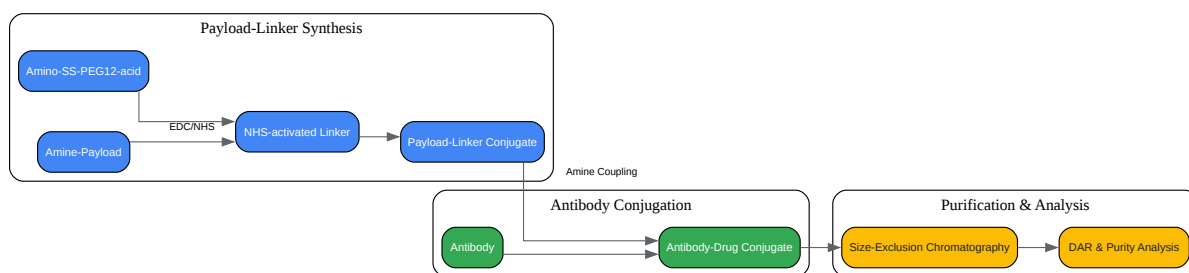 Payload-Linker Synthesis
Amino-SS-PEG12-acid
EDC/NHS
NHS-activated Linker
Amine-Payload
Payload-Linker Conjugate
Amine Coupling
Antibody Conjugation
Antibody
Antibody-Drug Conjugate
Purification & Analysis
Size-Exclusion Chromatography
DAR & Purity Analysis